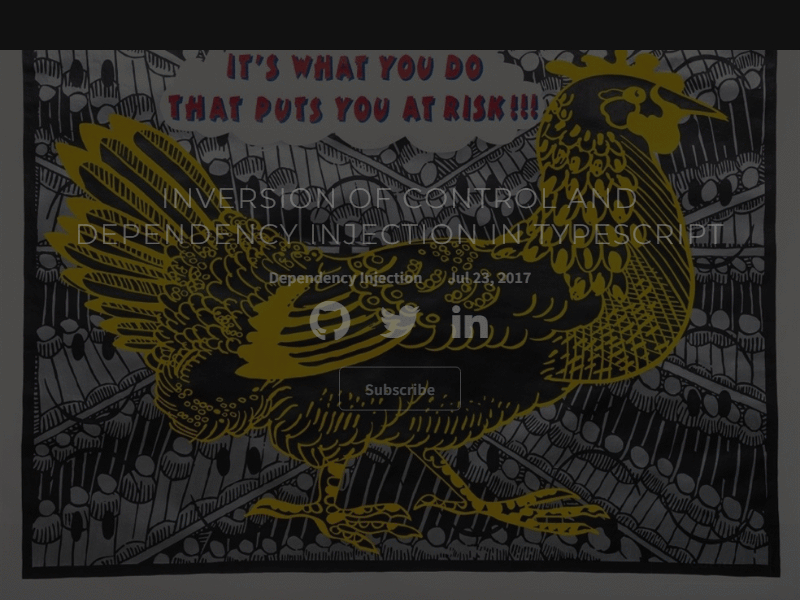 IT'S WHAT YOU DO
THAT PUTS YOU AT RISK!!!
INVERSION OF CONTROL AND
DEPENDENCY INJECTION IN TYPESCRIPT
Dependency Injection Jul 23, 2017
in
Subscribe